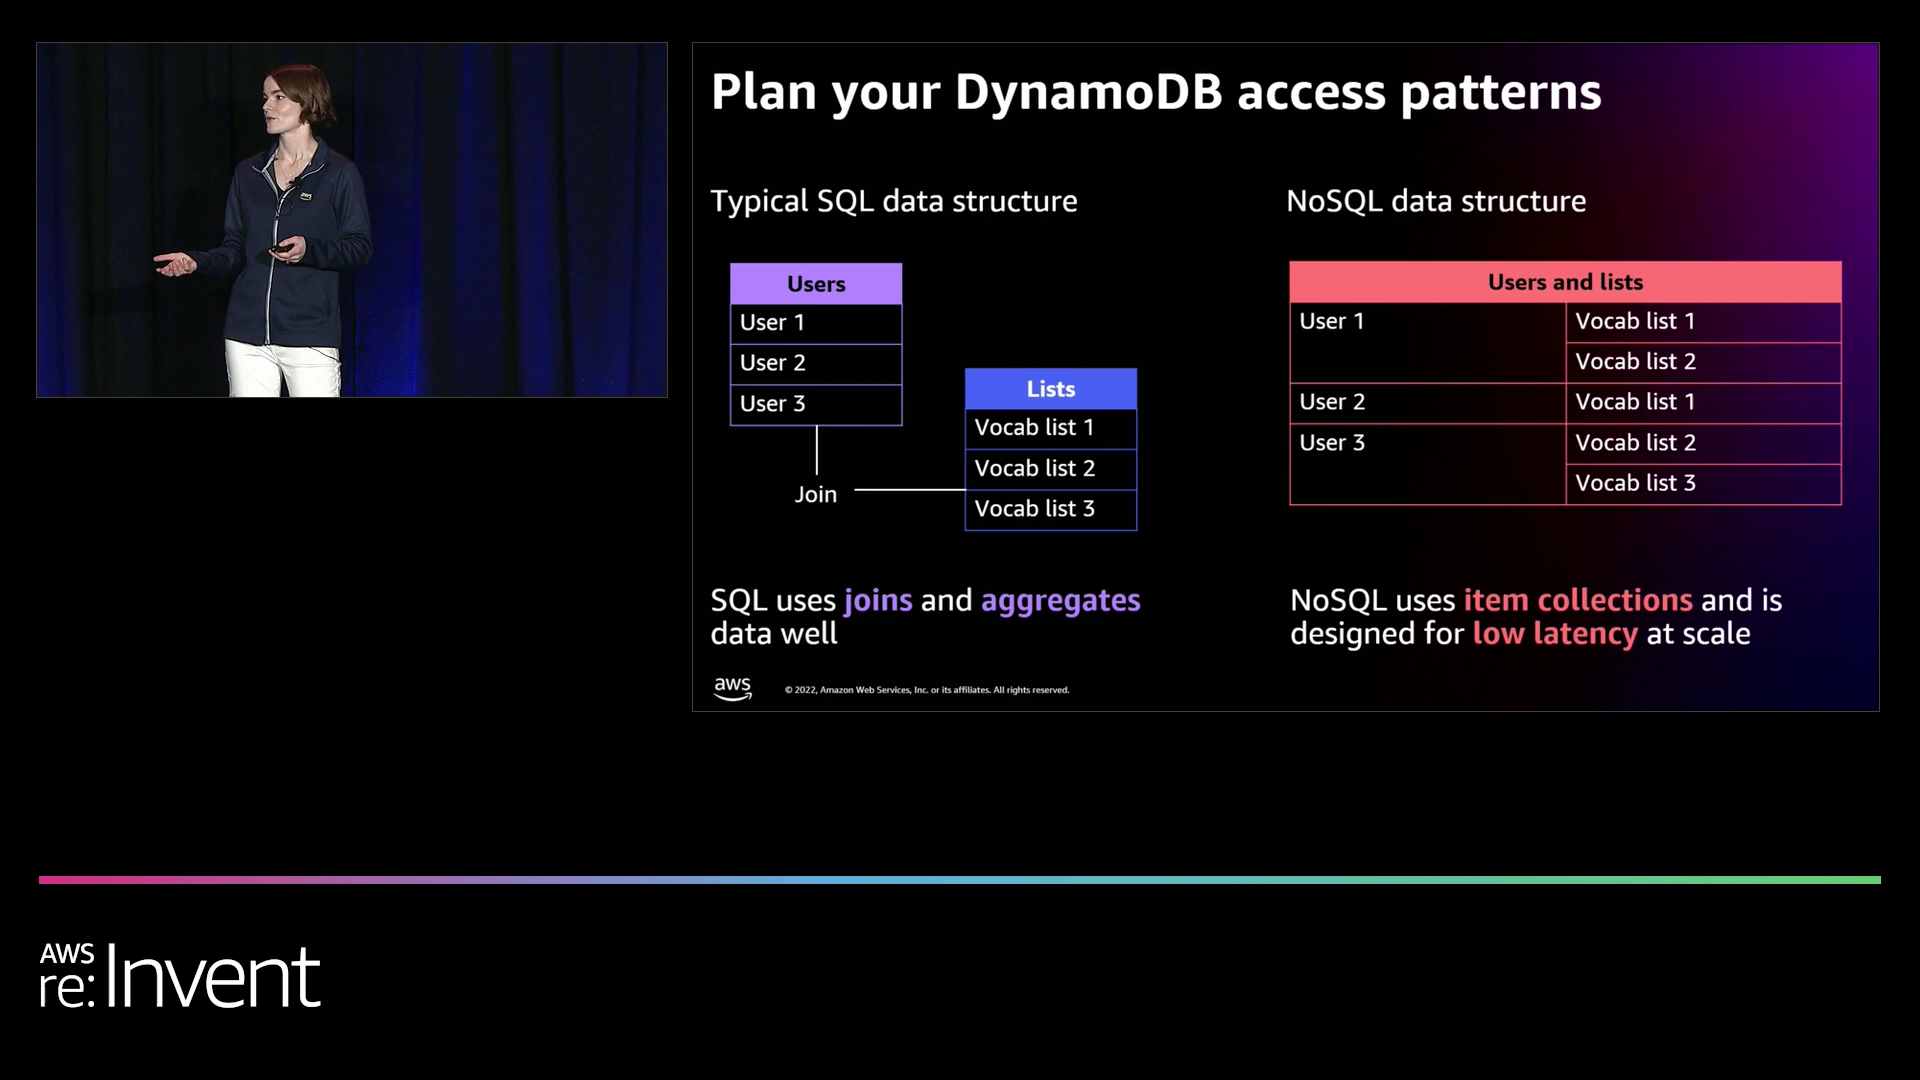 Plan your DynamoDB access patterns
Typical SQL data structure
Users
User 1
User 2
User 3
Join
Lists
Vocab list 1
Vocab list 2
Vocab list 3
SQL uses joins and aggregates
data well
NoSQL data structure
Users and lists
User 1
Vocab list 1
Vocab list 2
User 2
Vocab list 1
User 3
Vocab list 2
Vocab list 3
NoSQL uses item collections and is
designed for low latency at scale
aws
© 2022, Amazon Web Services, Inc. or its affiliates. All rights reserved.
aws
AWS
re:Invent